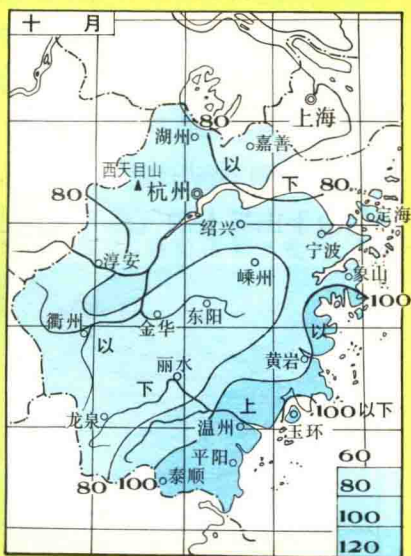 十 月
80
上海
湖州
嘉善
以
西天目山
下
80
80
杭州
定海
绍兴
宁波
淳安
嵊州
象山
100
衢州
金华
东阳
以
以
黄岩
丽水
下
龙泉
上
100以下
温州
玉环
平阳
80
100
泰顺
60
80
100
120